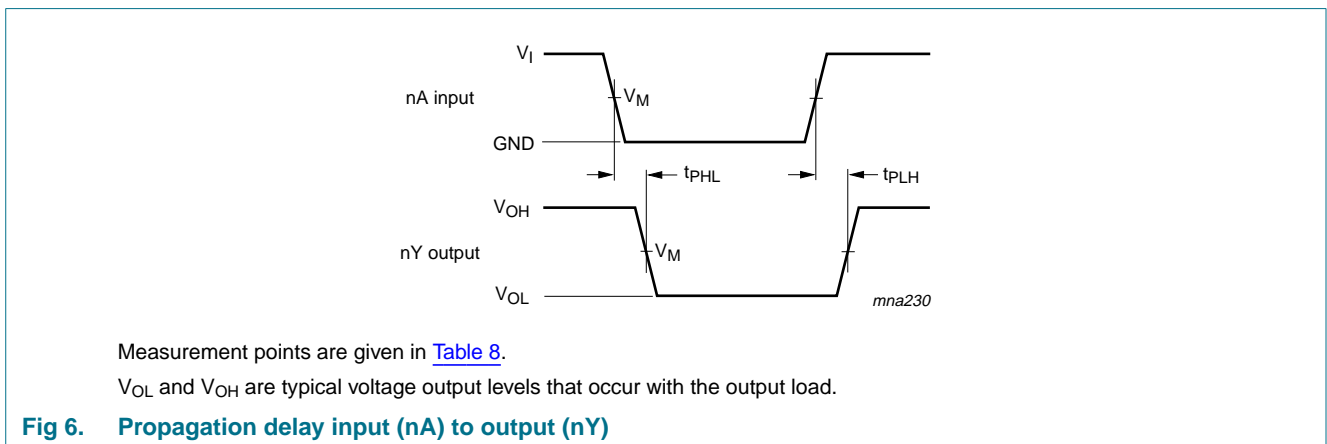 V_I
nA input
V_M
GND
t_PHL
t_PLH
V_OH
nY output
V_M
V_OL
mna230
Measurement points are given in Table 8.
V_OL and V_OH are typical voltage output levels that occur with the output load.
Fig 6. Propagation delay input (nA) to output (nY)